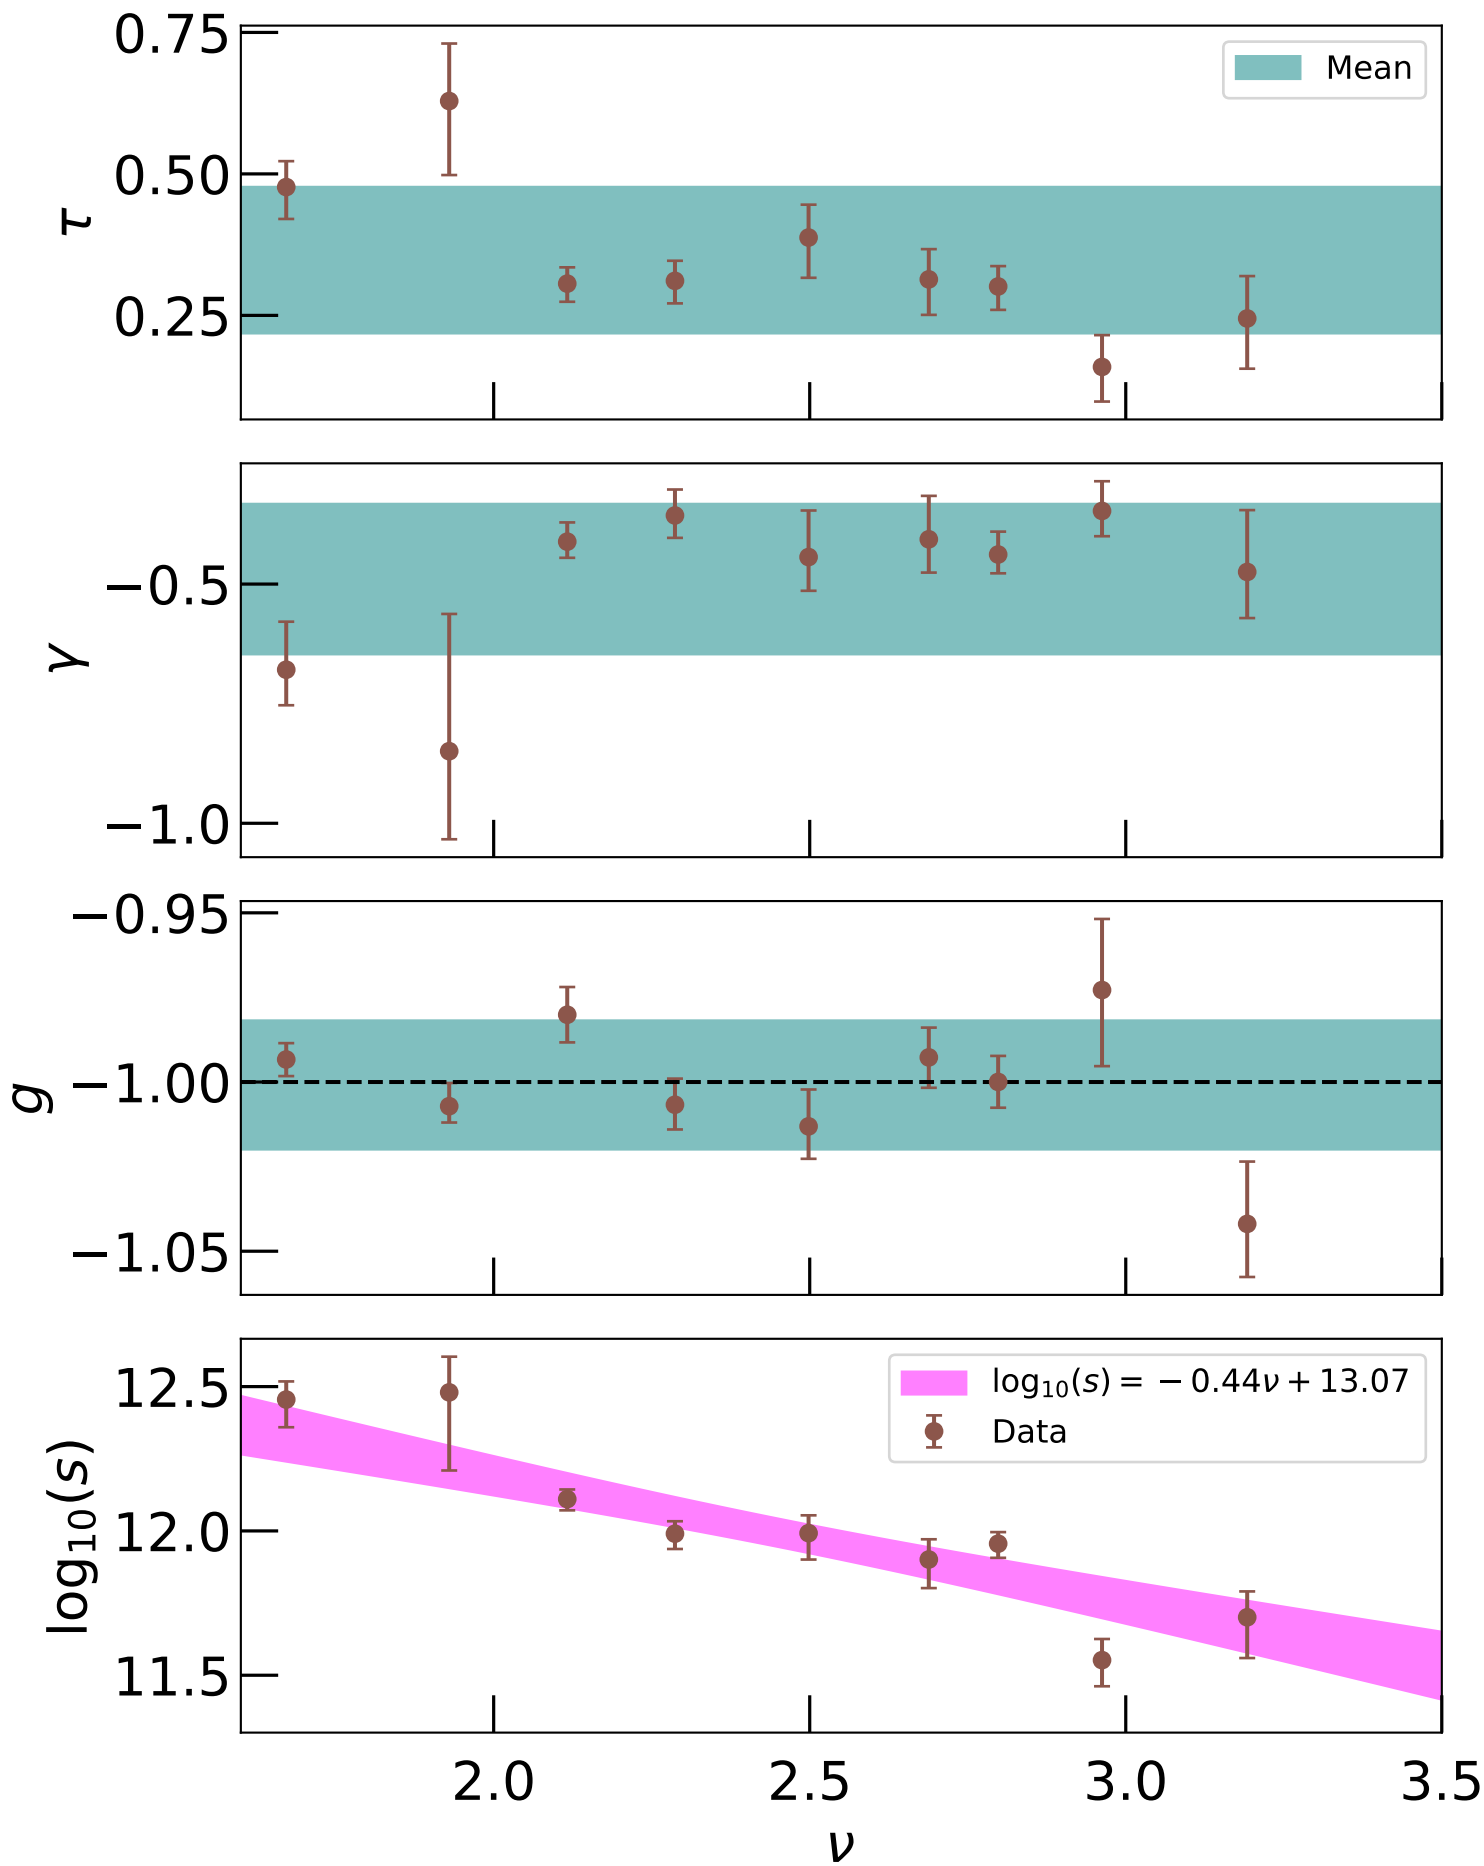 0.75
Mean
0.50
τ
0.25
−0.5
γ
−1.0
−0.95
−1.00
g
−1.05
12.5
log₁₀(s) = − 0.44ν + 13.07
Data
log₁₀(s)
12.0
11.5
2.0 2.5 3.0 3.5
ν